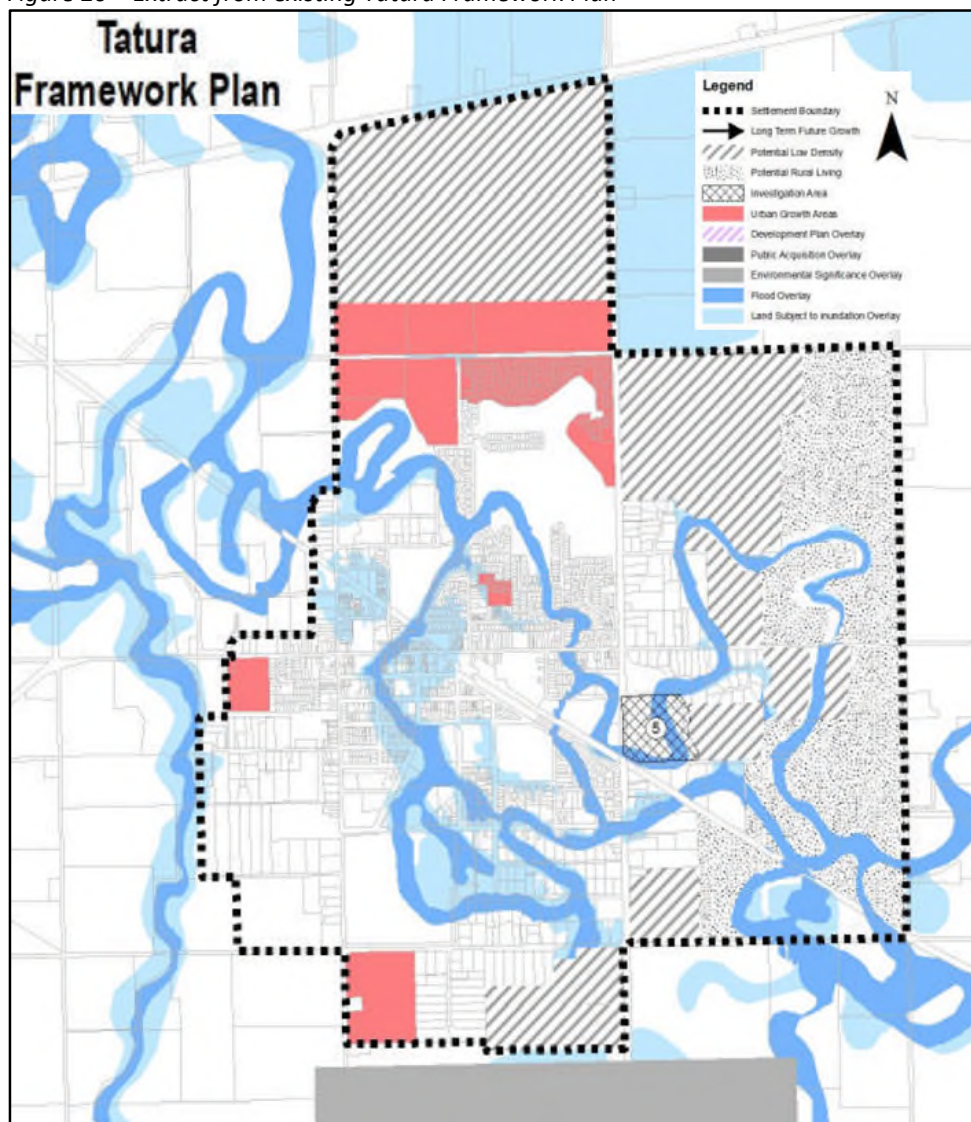 Figure 26 – Extract from existing Tatura Framework Plan
Tatura
Framework Plan
Legend
N
Settlement Boundary
Long Term Future Growth
Potential Low Density
Potential Rural Living
Investigation Area
Urban Growth Areas
Development Plan Overlay
Public Acquisition Overlay
Environmental Significance Overlay
Flood Overlay
Land Subject to inundation Overlay
5